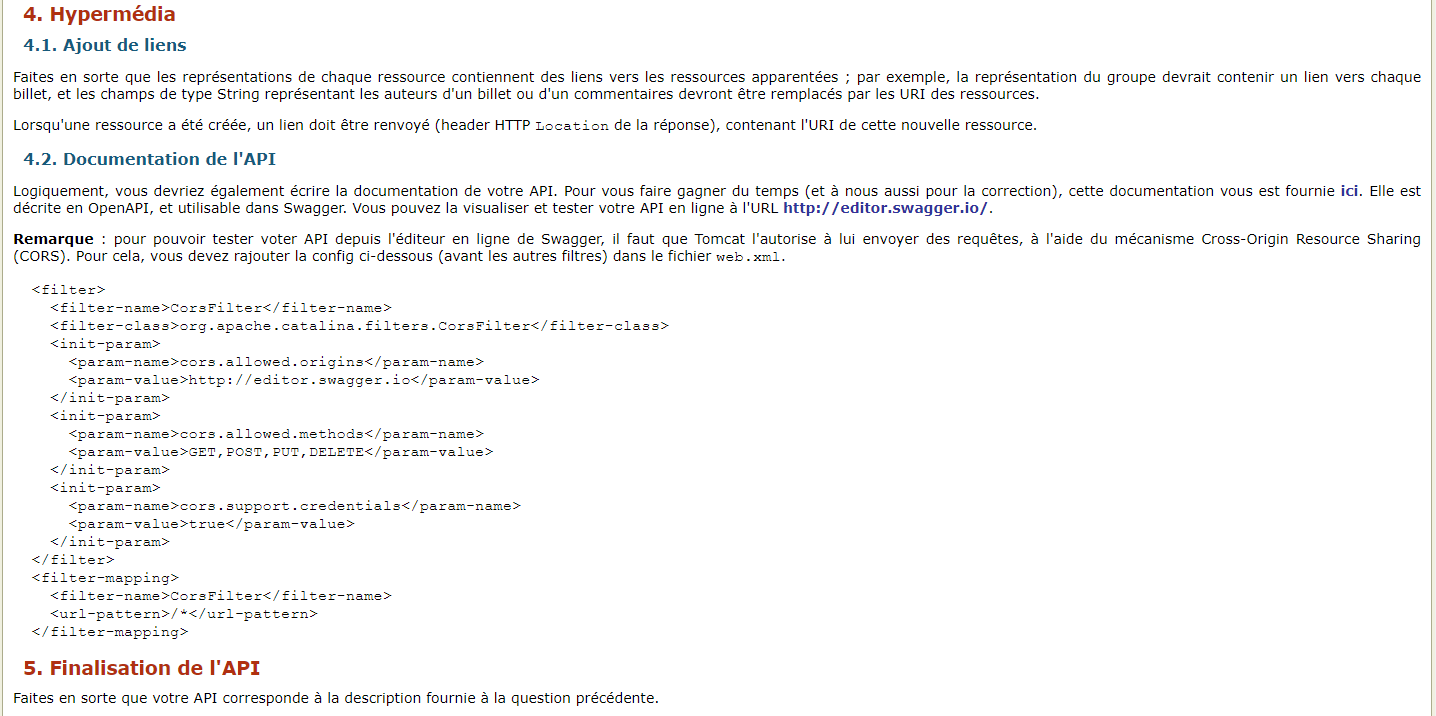 4. Hypermédia
4.1. Ajout de liens
Faites en sorte que les représentations de chaque ressource contiennent des liens vers les ressources apparentées ; par exemple, la représentation du groupe devrait contenir un lien vers chaque
billet, et les champs de type String représentant les auteurs d'un billet ou d'un commentaires devront être remplacés par les URI des ressources.
Lorsqu'une ressource a été créée, un lien doit être renvoyé (header HTTP Location de la réponse), contenant l'URI de cette nouvelle ressource.
4.2. Documentation de l'API
Logiquement, vous devriez également écrire la documentation de votre API. Pour vous faire gagner du temps (et à nous aussi pour la correction), cette documentation vous est fournie ici. Elle est
décrite en OpenAPI, et utilisable dans Swagger. Vous pouvez la visualiser et tester votre API en ligne à l'URL http://editor.swagger.io/.
Remarque : pour pouvoir tester voter API depuis l'éditeur en ligne de Swagger, il faut que Tomcat l'autorise à lui envoyer des requêtes, à l'aide du mécanisme Cross-Origin Resource Sharing
(CORS). Pour cela, vous devez rajouter la config ci-dessous (avant les autres filtres) dans le fichier web.xml.
<filter>
<filter-name>CorsFilter</filter-name>
<filter-class>org.apache.catalina.filters.CorsFilter</filter-class>
<init-param>
<param-name>cors.allowed.origins</param-name>
<param-value>http://editor.swagger.io</param-value>
</init-param>
<init-param>
<param-name>cors.allowed.methods</param-name>
<param-value>GET,POST,PUT,DELETE</param-value>
</init-param>
<init-param>
<param-name>cors.support.credentials</param-name>
<param-value>true</param-value>
</init-param>
</filter>
<filter-mapping>
<filter-name>CorsFilter</filter-name>
<url-pattern>/*</url-pattern>
</filter-mapping>
5. Finalisation de l'API
Faites en sorte que votre API corresponde à la description fournie à la question précédente.